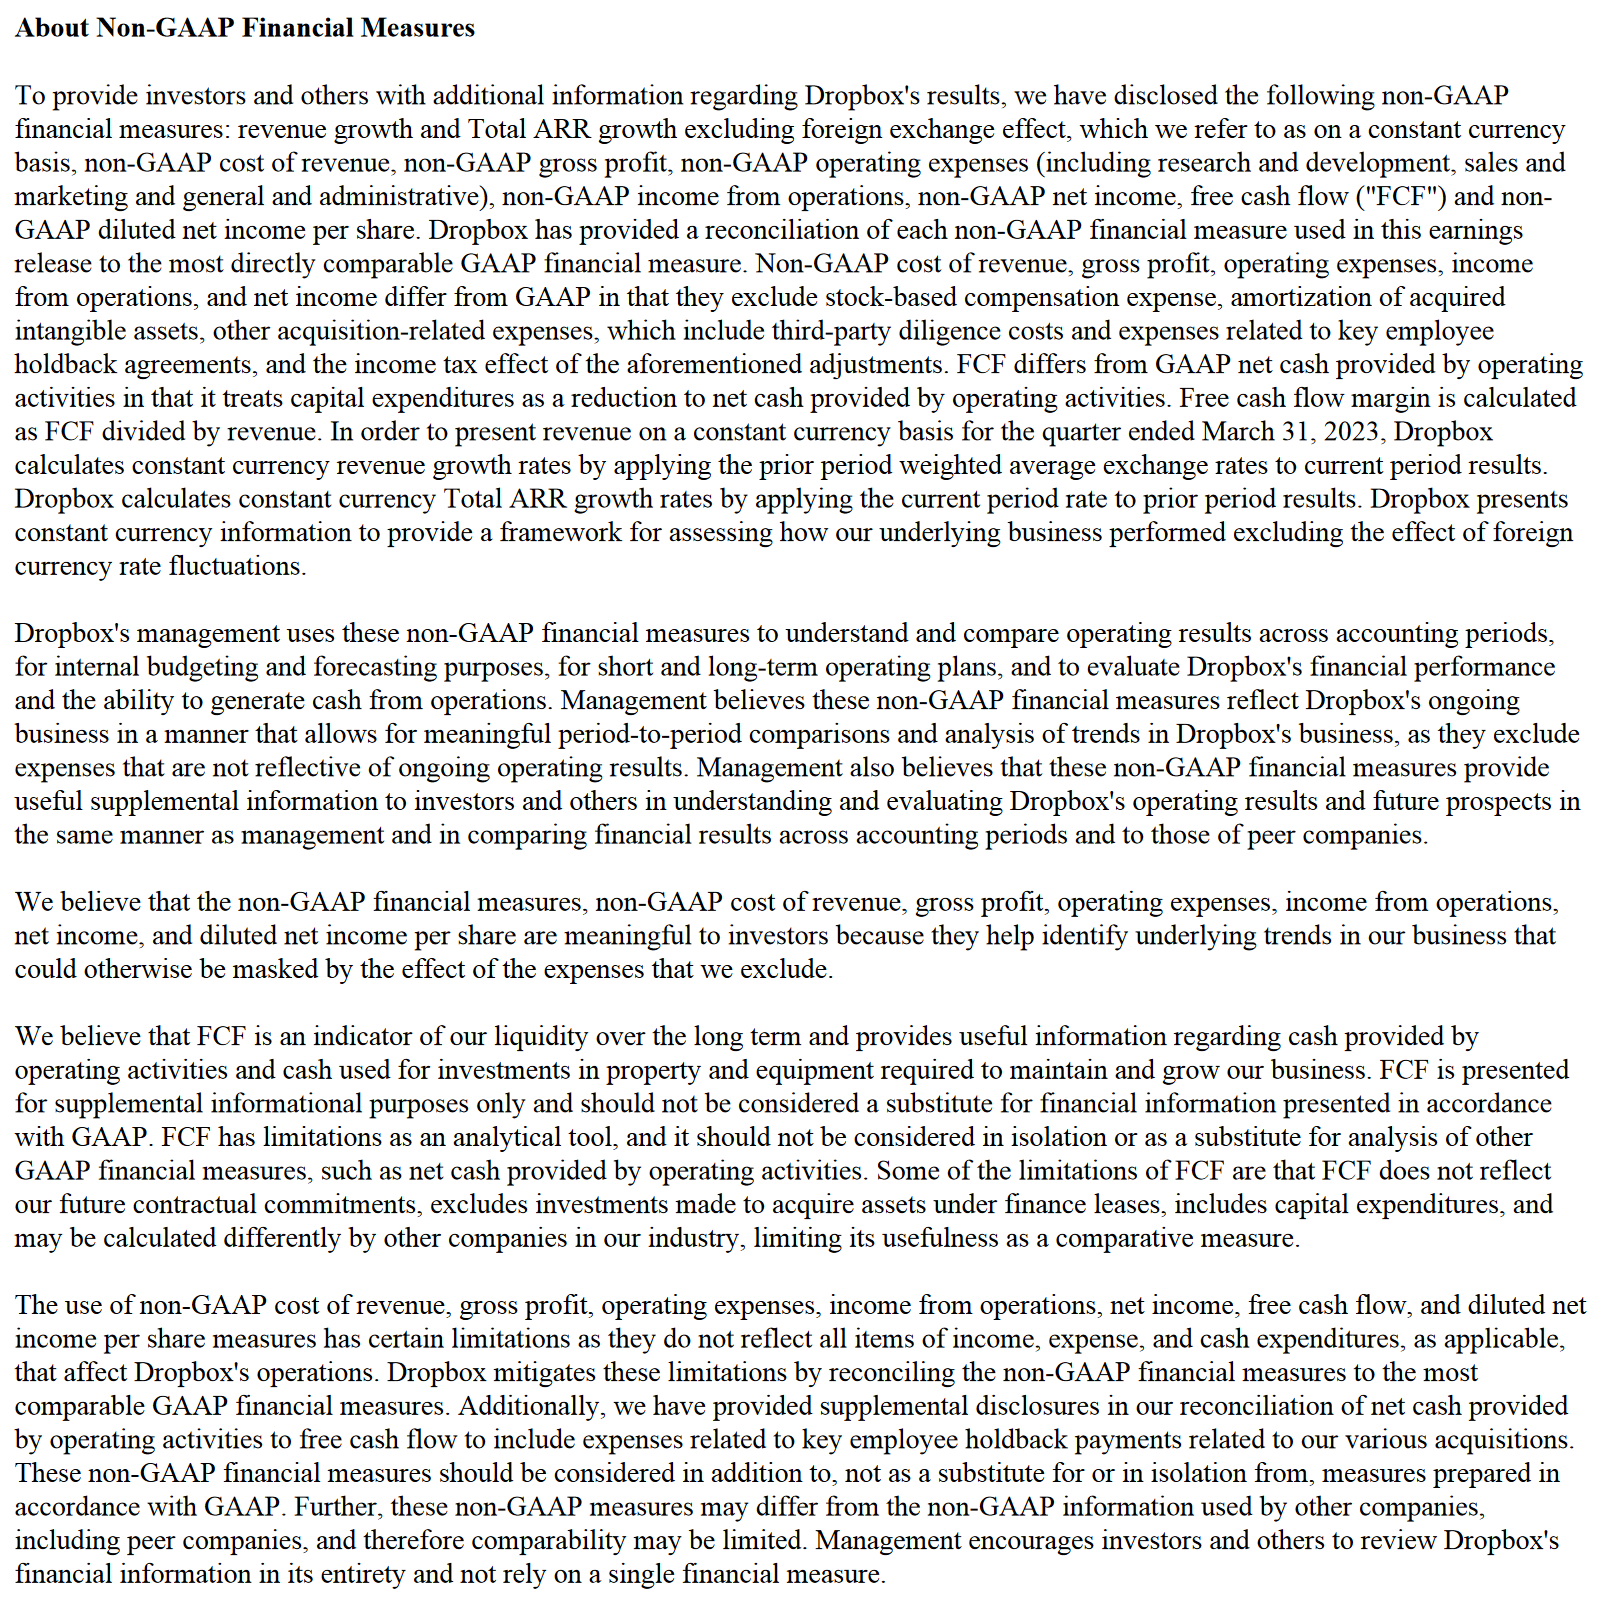 About Non-GAAP Financial Measures
To provide investors and others with additional information regarding Dropbox's results, we have disclosed the following non-GAAP
financial measures: revenue growth and Total ARR growth excluding foreign exchange effect, which we refer to as on a constant currency
basis, non-GAAP cost of revenue, non-GAAP gross profit, non-GAAP operating expenses (including research and development, sales and
marketing and general and administrative), non-GAAP income from operations, non-GAAP net income, free cash flow ("FCF") and non-
GAAP diluted net income per share. Dropbox has provided a reconciliation of each non-GAAP financial measure used in this earnings
release to the most directly comparable GAAP financial measure. Non-GAAP cost of revenue, gross profit, operating expenses, income
from operations, and net income differ from GAAP in that they exclude stock-based compensation expense, amortization of acquired
intangible assets, other acquisition-related expenses, which include third-party diligence costs and expenses related to key employee
holdback agreements, and the income tax effect of the aforementioned adjustments. FCF differs from GAAP net cash provided by operating
activities in that it treats capital expenditures as a reduction to net cash provided by operating activities. Free cash flow margin is calculated
as FCF divided by revenue. In order to present revenue on a constant currency basis for the quarter ended March 31, 2023, Dropbox
calculates constant currency revenue growth rates by applying the prior period weighted average exchange rates to current period results.
Dropbox calculates constant currency Total ARR growth rates by applying the current period rate to prior period results. Dropbox presents
constant currency information to provide a framework for assessing how our underlying business performed excluding the effect of foreign
currency rate fluctuations.
Dropbox's management uses these non-GAAP financial measures to understand and compare operating results across accounting periods,
for internal budgeting and forecasting purposes, for short and long-term operating plans, and to evaluate Dropbox's financial performance
and the ability to generate cash from operations. Management believes these non-GAAP financial measures reflect Dropbox's ongoing
business in a manner that allows for meaningful period-to-period comparisons and analysis of trends in Dropbox's business, as they exclude
expenses that are not reflective of ongoing operating results. Management also believes that these non-GAAP financial measures provide
useful supplemental information to investors and others in understanding and evaluating Dropbox's operating results and future prospects in
the same manner as management and in comparing financial results across accounting periods and to those of peer companies.
We believe that the non-GAAP financial measures, non-GAAP cost of revenue, gross profit, operating expenses, income from operations,
net income, and diluted net income per share are meaningful to investors because they help identify underlying trends in our business that
could otherwise be masked by the effect of the expenses that we exclude.
We believe that FCF is an indicator of our liquidity over the long term and provides useful information regarding cash provided by
operating activities and cash used for investments in property and equipment required to maintain and grow our business. FCF is presented
for supplemental informational purposes only and should not be considered a substitute for financial information presented in accordance
with GAAP. FCF has limitations as an analytical tool, and it should not be considered in isolation or as a substitute for analysis of other
GAAP financial measures, such as net cash provided by operating activities. Some of the limitations of FCF are that FCF does not reflect
our future contractual commitments, excludes investments made to acquire assets under finance leases, includes capital expenditures, and
may be calculated differently by other companies in our industry, limiting its usefulness as a comparative measure.
The use of non-GAAP cost of revenue, gross profit, operating expenses, income from operations, net income, free cash flow, and diluted net
income per share measures has certain limitations as they do not reflect all items of income, expense, and cash expenditures, as applicable,
that affect Dropbox's operations. Dropbox mitigates these limitations by reconciling the non-GAAP financial measures to the most
comparable GAAP financial measures. Additionally, we have provided supplemental disclosures in our reconciliation of net cash provided
by operating activities to free cash flow to include expenses related to key employee holdback payments related to our various acquisitions.
These non-GAAP financial measures should be considered in addition to, not as a substitute for or in isolation from, measures prepared in
accordance with GAAP. Further, these non-GAAP measures may differ from the non-GAAP information used by other companies,
including peer companies, and therefore comparability may be limited. Management encourages investors and others to review Dropbox's
financial information in its entirety and not rely on a single financial measure.